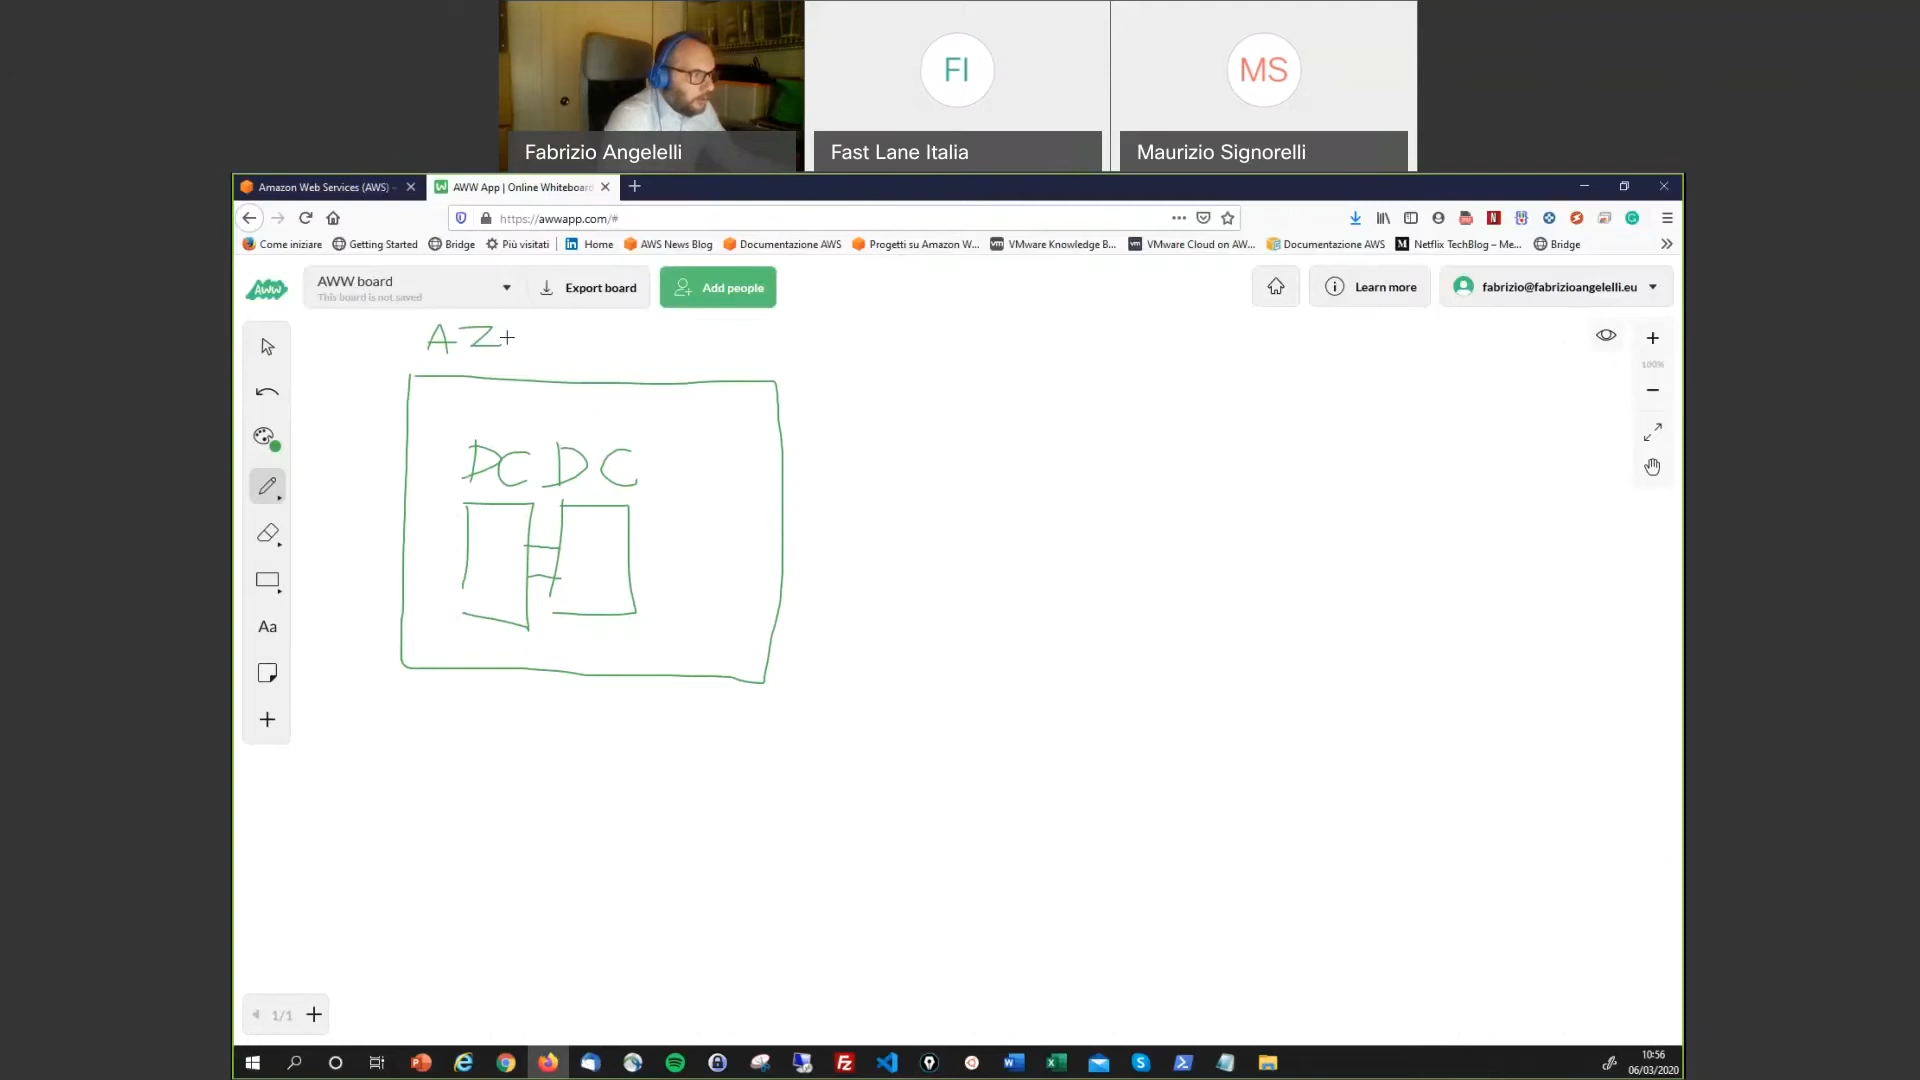 FI
MS
Fabrizio Angelelli
Fast Lane Italia
Maurizio Signorelli
Amazon Web Services (AWS) -
AWW App | Online Whiteboard
https://awwapp.com/#
Come iniziare
Getting Started
Bridge
Più visitati
Home
AWS News Blog
Documentazione AWS
Progetti su Amazon W...
VMware Knowledge B...
VMware Cloud on AW...
Documentazione AWS
Netflix TechBlog – Me...
Bridge
AWW
AWW board
This board is not saved
Export board
Add people
Learn more
fabrizio@fabrizioangelelli.eu
AZ
100%
DC DC
Aa
1/1
10:56
06/03/2020